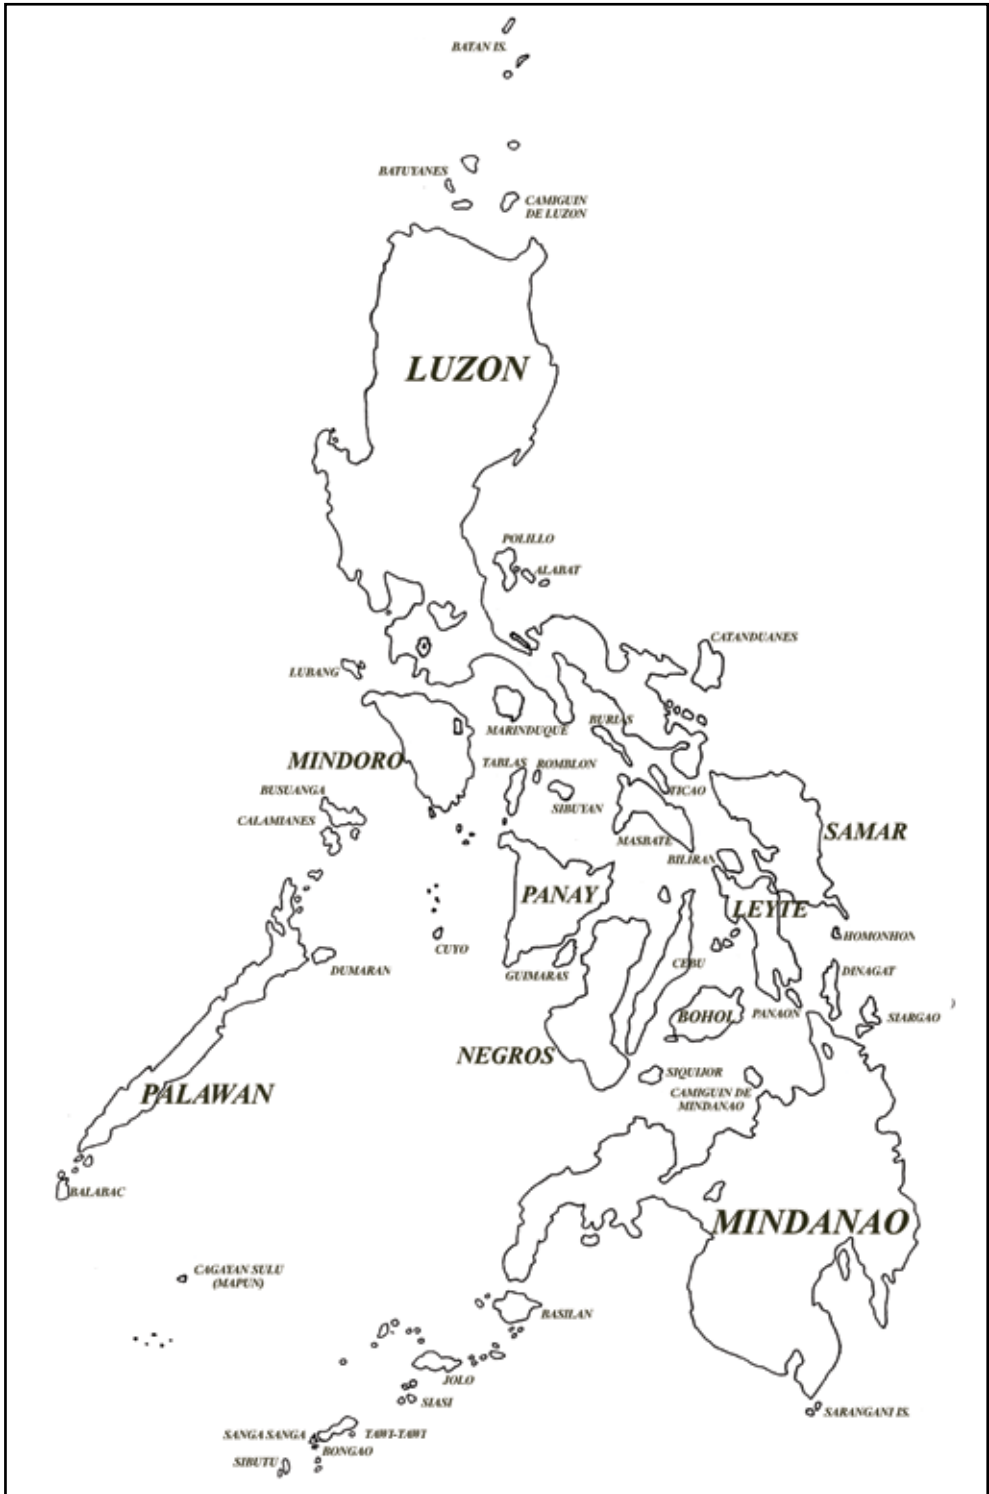 BATAN IS.
BATUYANES
CAMIGUIN
DE LUZON
LUZON
POLILLO
ALABAT
CATANDUANES
LUBANG
MARINDUQUE
BURIAS
MINDORO
TABLAS
ROMBLON
BUSUANGA
TICAO
SIBUYAN
CALAMIANES
SAMAR
MASBATE
BILIRAN
PANAY
LEYTE
HOMONHON
CUYO
CEBU
DUMARAN
GUIMARAS
DINAGAT
BOHOL
PANAON
SIARGAO
NEGROS
SIQUIJOR
PALAWAN
CAMIGUIN DE
MINDANAO
BALABAC
MINDANAO
CAGAYAN SULU
(MAPUN)
BASILAN
JOLO
SIASI
SARANGANI IS.
SANGA SANGA
TAWI-TAWI
BONGAO
SIBUTU